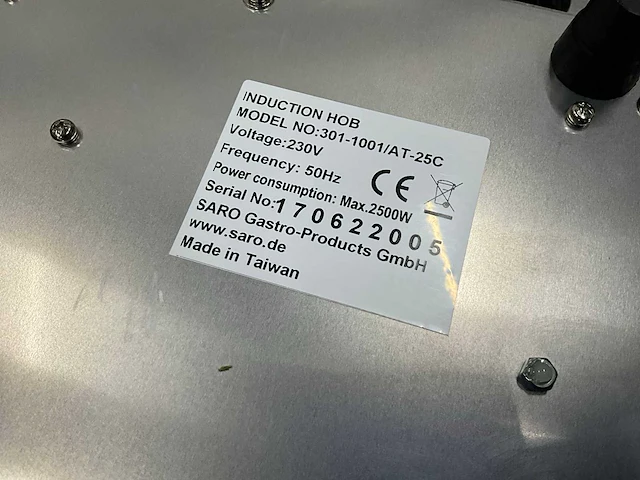 INDUCTION HOB
MODEL NO:301-1001/AT-25C
Voltage:230V
Frequency: 50Hz
CE
Power consumption: Max.2500W
Serial No:170622005
SARO Gastro-Products GmbH
www.saro.de
Made in Taiwan